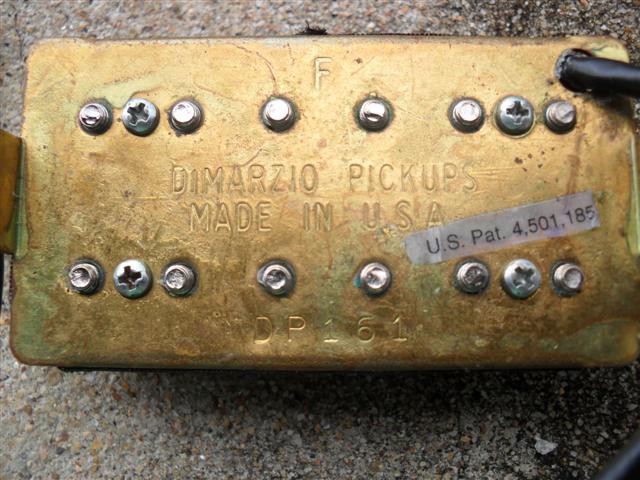 F
DIMARZIO PICKUPS
MADE IN U.S.A.
U.S. Pat. 4,501,185
DP161